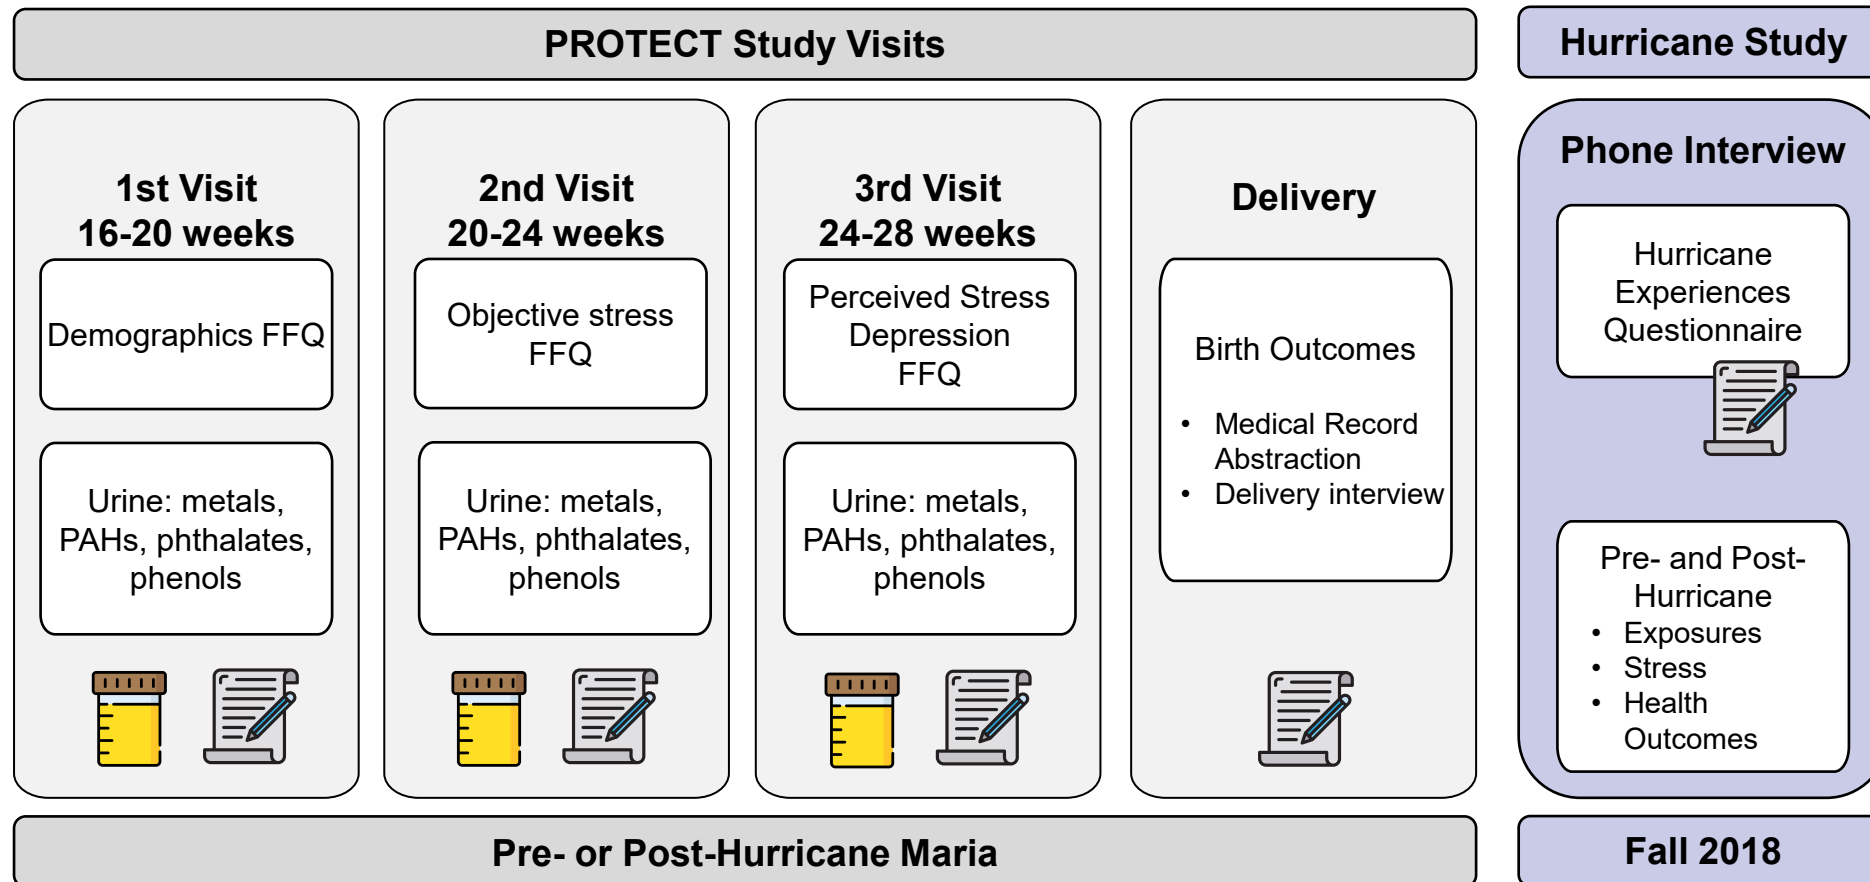 PROTECT Study Visits
1st Visit
16-20 weeks
Demographics FFQ
Urine: metals,
PAHs, phthalates,
phenols
2nd Visit
20-24 weeks
Objective stress
FFQ
Urine: metals,
PAHs, phthalates,
phenols
3rd Visit
24-28 weeks
Perceived Stress
Depression
FFQ
Urine: metals,
PAHs, phthalates,
phenols
Delivery
Birth Outcomes
• Medical Record
Abstraction
• Delivery interview
Pre- or Post-Hurricane Maria
Hurricane Study
Phone Interview
Hurricane
Experiences
Questionnaire
Pre- and Post-
Hurricane
• Exposures
• Stress
• Health
Outcomes
Fall 2018